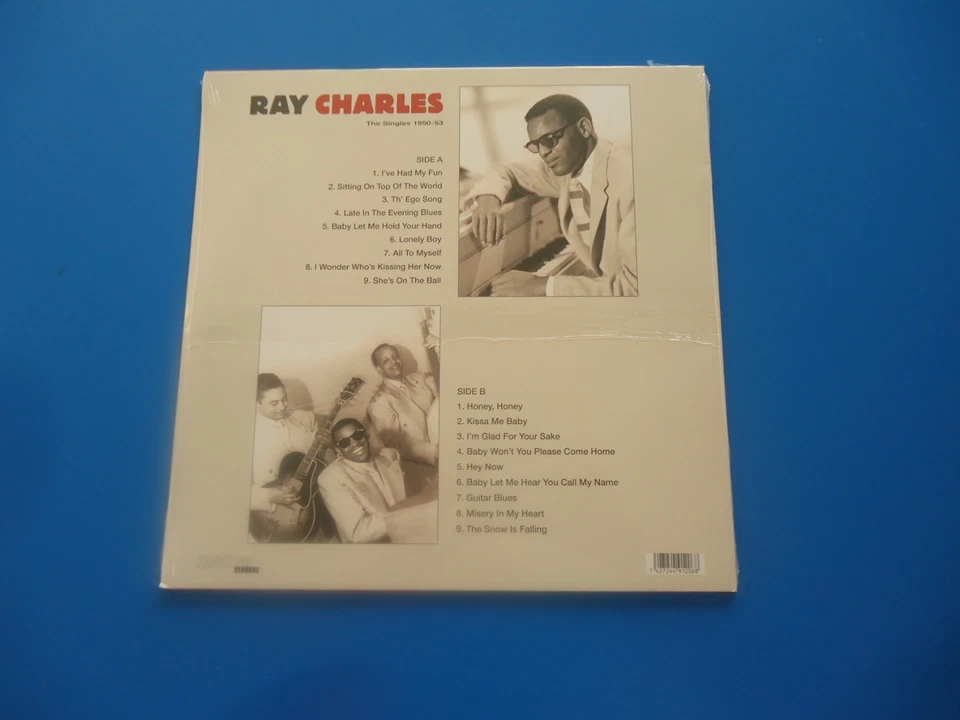 RAY CHARLES
The Singles 1950-53
SIDE A
1. I've Had My Fun
2. Sitting On Top Of The World
3. Th' Ego Song
4. Late In The Evening Blues
5. Baby Let Me Hold Your Hand
6. Lonely Boy
7. All To Myself
8. I Wonder Who's Kissing Her Now
9. She's On The Ball
SIDE B
1. Honey, Honey
2. Kissa Me Baby
3. I'm Glad For Your Sake
4. Baby Won't You Please Come Home
5. Hey Now
6. Baby Let Me Hear You Call My Name
7. Guitar Blues
8. Misery In My Heart
9. The Snow Is Falling